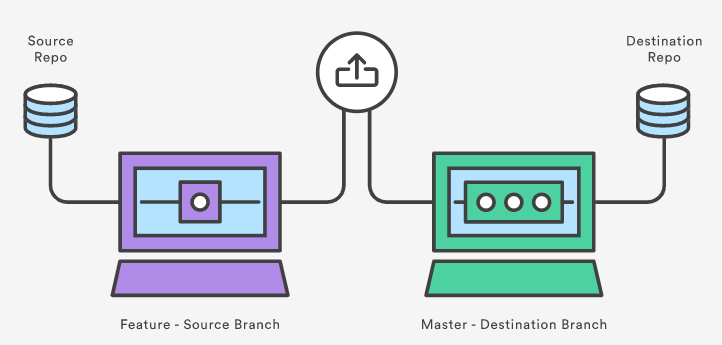 Source
Repo
Destination
Repo
Feature - Source Branch
Master - Destination Branch